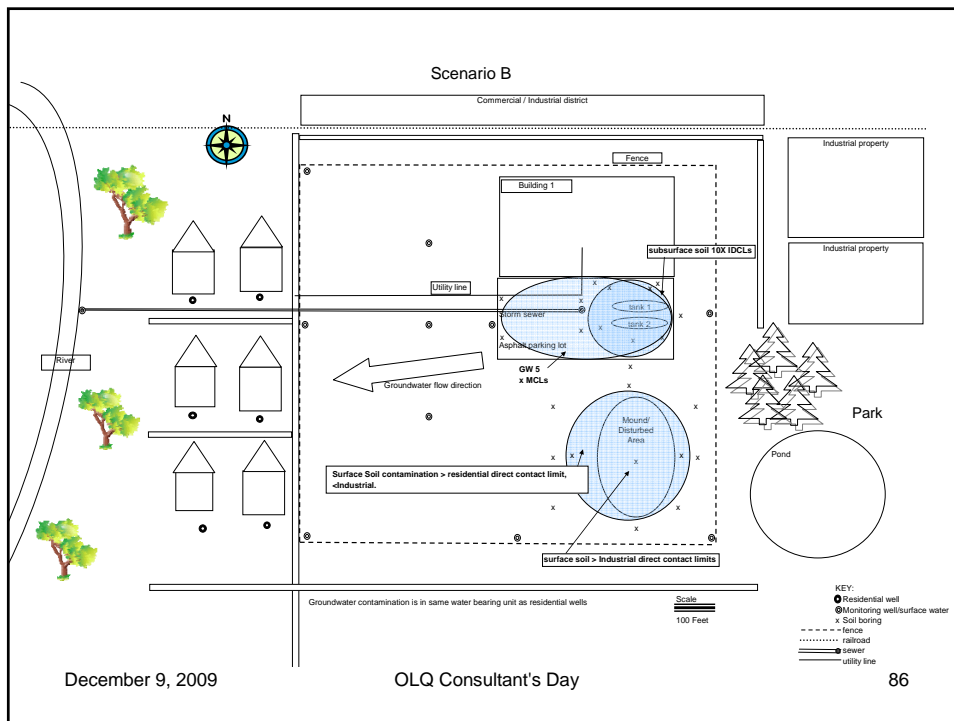 Scenario B
Commercial / Industrial district
N
Industrial property
Fence
Building 1
subsurface soil 10X IDCLs
Industrial property
Utility line
tank 1
Storm sewer
tank 2
Asphalt parking lot
River
GW 5
x MCLs
Groundwater flow direction
Park
Mound/
Disturbed
Area
Pond
Surface Soil contamination > residential direct contact limit,
<Industrial.
surface soil > Industrial direct contact limits
Groundwater contamination is in same water bearing unit as residential wells
Scale
100 Feet
KEY:
Residential well
Monitoring well/surface water
x Soil boring
fence
railroad
sewer
utility line
December 9, 2009
OLQ Consultant's Day
86